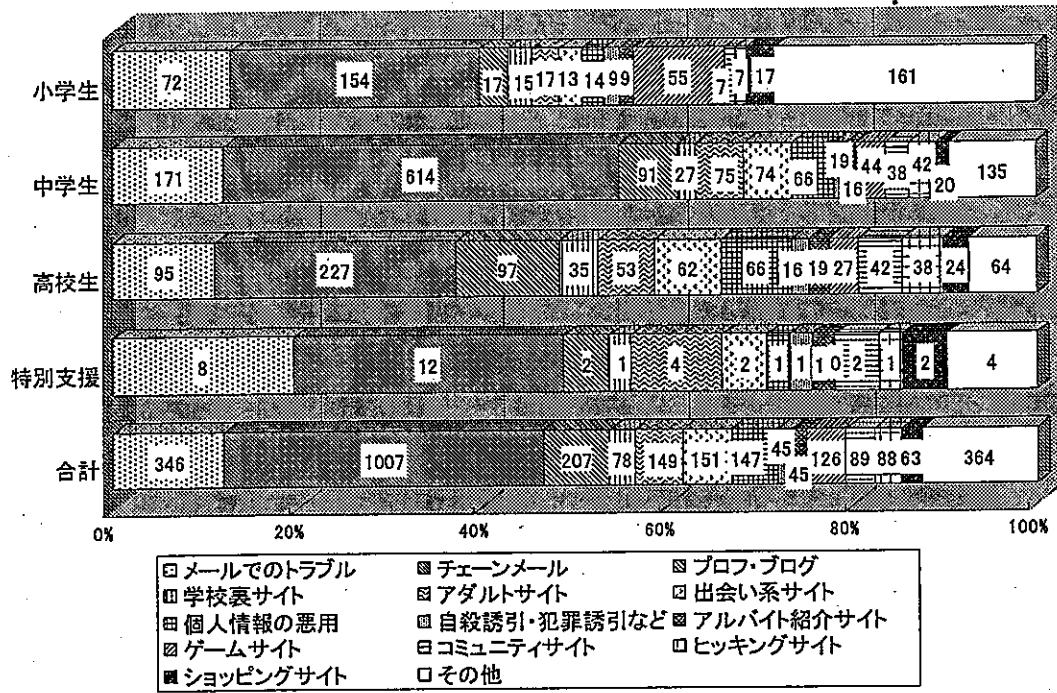 小学生 72 154 17 15 17 13 14 9 9 55 7 7 17 161
中学生 171 614 91 27 75 74 66 19 16 44 38 42 20 135
高校生 95 227 97 35 53 62 66 16 19 27 42 38 24 64
特別支援 8 12 2 1 4 2 1 1 1 0 2 1 2 4
合計 346 1007 207 78 149 151 147 45 45 126 89 88 63 364
0% 20% 40% 60% 80% 100%
メールでのトラブル チェーンメール プロフ・ブログ
学校裏サイト アダルトサイト 出会い系サイト
個人情報の悪用 自殺誘引・犯罪誘引など アルバイト紹介サイト
ゲームサイト コミュニティサイト ヒッキングサイト
ショッピングサイト その他